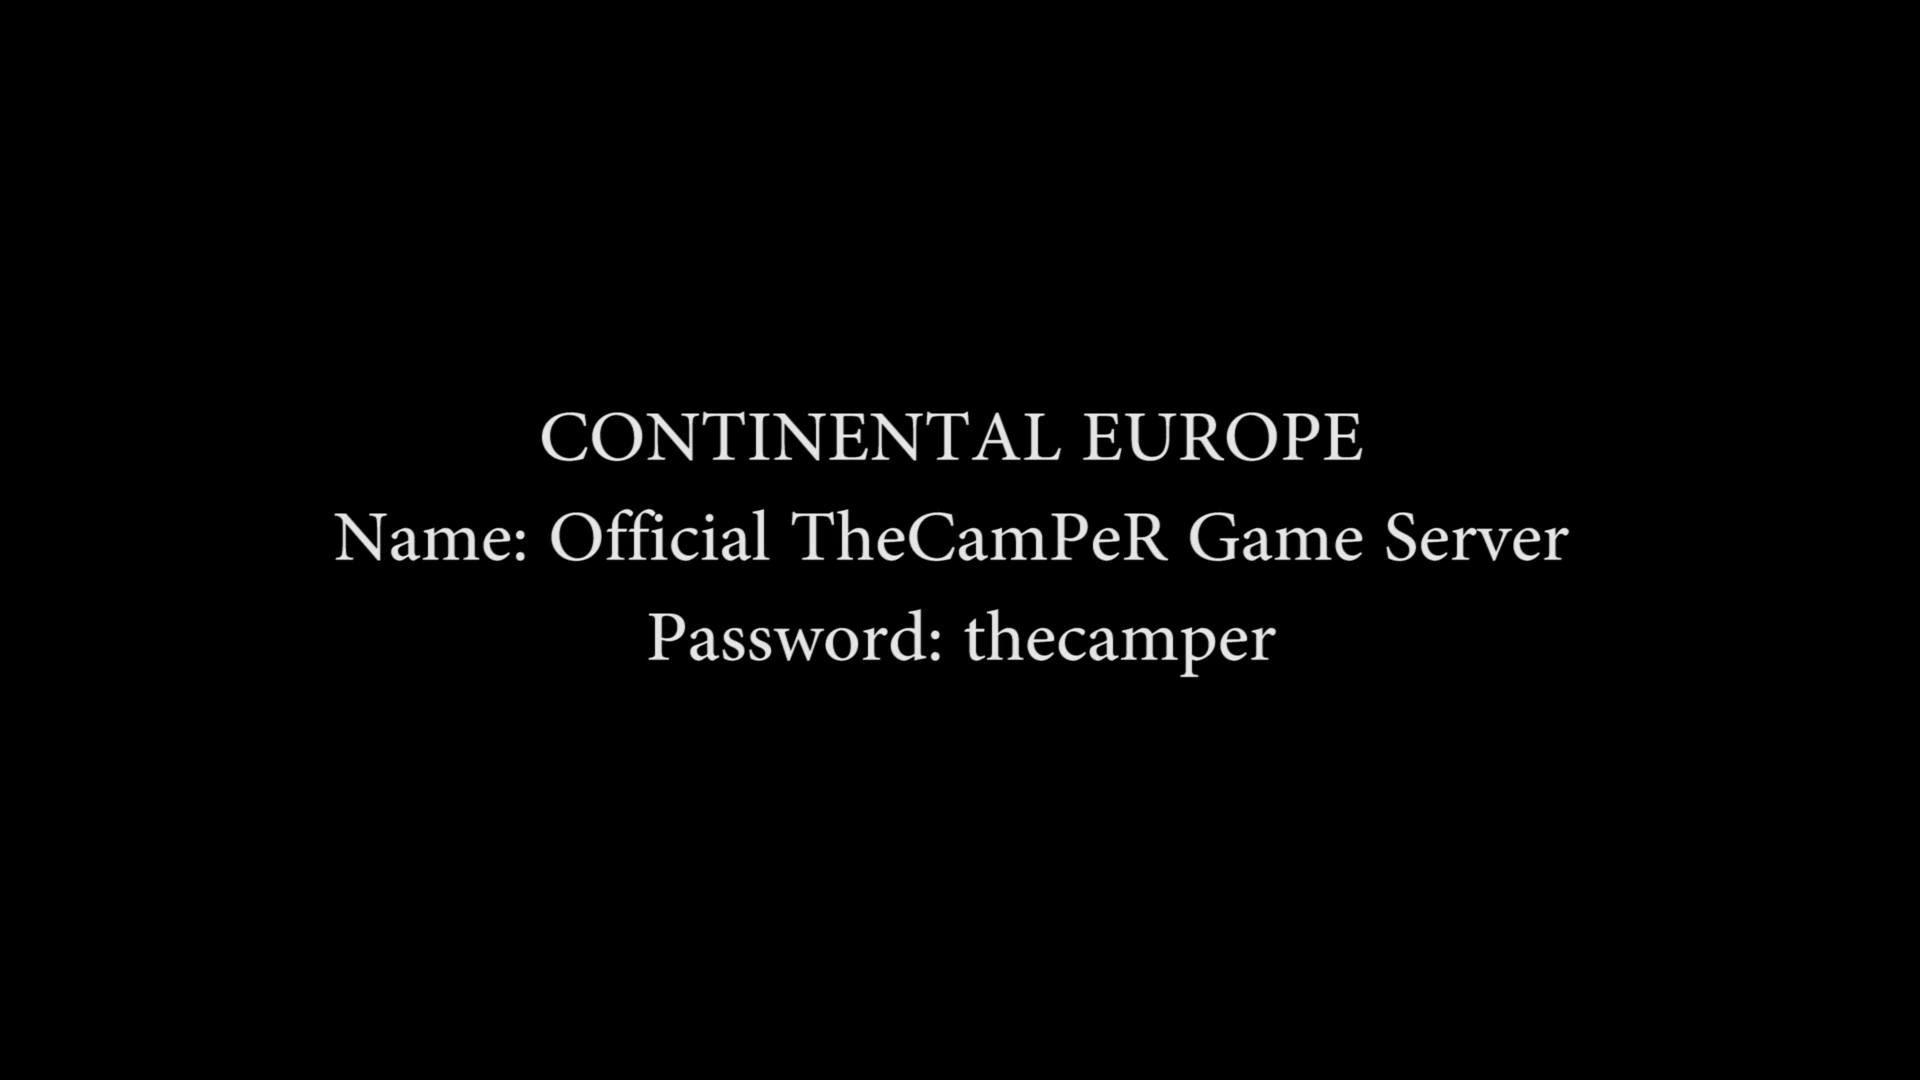 CONTINENTAL EUROPE
Name: Official TheCamPeR Game Server
Password: thecamper